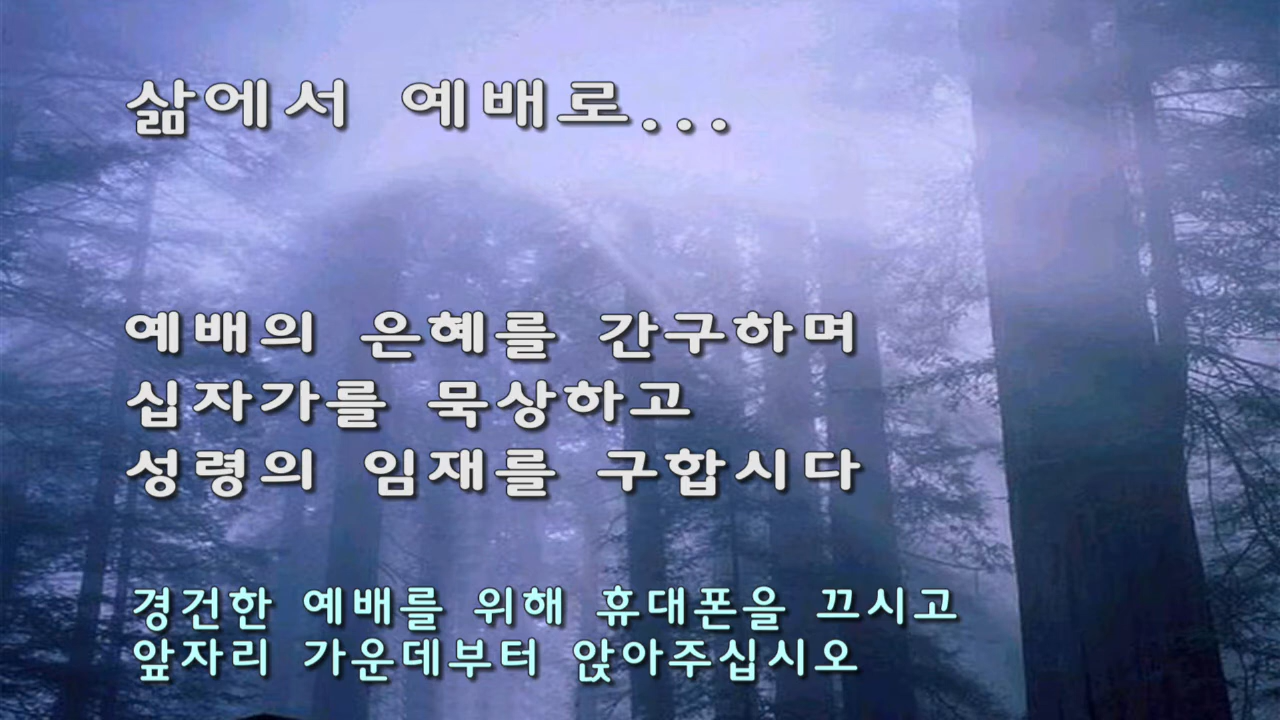 삶에서 예배로...
예배의 은혜를 간구하며
십자가를 묵상하고
성령의 임재를 구합시다
경건한 예배를 위해 휴대폰을 끄시고
앞자리 가운데부터 앉아주십시오